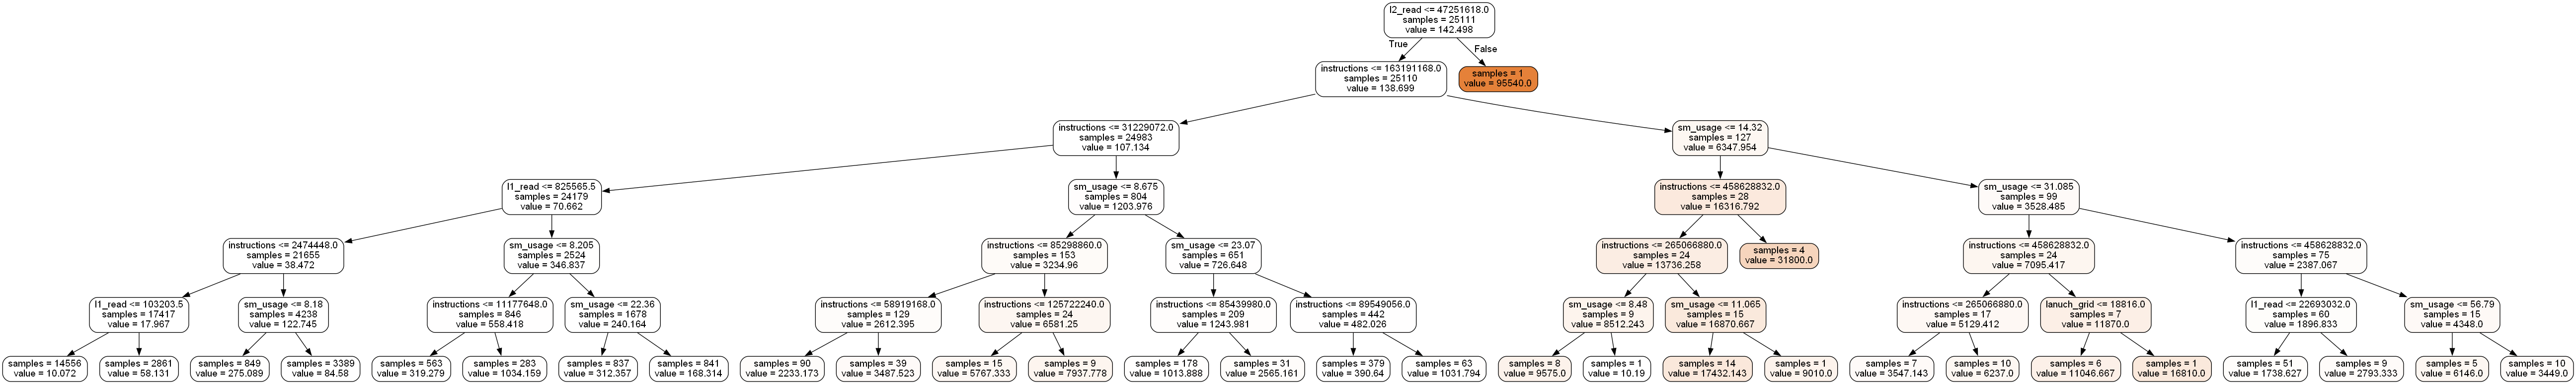 l2_read <= 47251618.0
samples = 25111
value = 142.498
True
False
instructions <= 163191168.0
samples = 25110
value = 138.699
samples = 1
value = 95540.0
instructions <= 31229072.0
samples = 24983
value = 107.134
sm_usage <= 14.32
samples = 127
value = 6347.954
l1_read <= 825565.5
samples = 24179
value = 70.662
sm_usage <= 8.675
samples = 804
value = 1203.976
instructions <= 458628832.0
samples = 28
value = 16316.792
sm_usage <= 31.085
samples = 99
value = 3528.485
instructions <= 2474448.0
samples = 21655
value = 38.472
sm_usage <= 8.205
samples = 2524
value = 346.837
instructions <= 85298860.0
samples = 153
value = 3234.96
sm_usage <= 23.07
samples = 651
value = 726.648
instructions <= 265066880.0
samples = 24
value = 13736.258
samples = 4
value = 31800.0
instructions <= 458628832.0
samples = 24
value = 7095.417
instructions <= 458628832.0
samples = 75
value = 2387.067
l1_read <= 103203.5
samples = 17417
value = 17.967
sm_usage <= 8.18
samples = 4238
value = 122.745
instructions <= 11177648.0
samples = 846
value = 558.418
sm_usage <= 22.36
samples = 1678
value = 240.164
instructions <= 58919168.0
samples = 129
value = 2612.395
instructions <= 125722240.0
samples = 24
value = 6581.25
instructions <= 85439980.0
samples = 209
value = 1243.981
instructions <= 89549056.0
samples = 442
value = 482.026
sm_usage <= 8.48
samples = 9
value = 8512.243
sm_usage <= 11.065
samples = 15
value = 16870.667
instructions <= 265066880.0
samples = 17
value = 5129.412
lanuch_grid <= 18816.0
samples = 7
value = 11870.0
l1_read <= 22693032.0
samples = 60
value = 1896.833
sm_usage <= 56.79
samples = 15
value = 4348.0
samples = 14556
value = 10.072
samples = 2861
value = 58.131
samples = 849
value = 275.089
samples = 3389
value = 84.58
samples = 563
value = 319.279
samples = 283
value = 1034.159
samples = 837
value = 312.357
samples = 841
value = 168.314
samples = 90
value = 2233.173
samples = 39
value = 3487.523
samples = 15
value = 5767.333
samples = 9
value = 7937.778
samples = 178
value = 1013.888
samples = 31
value = 2565.161
samples = 379
value = 390.64
samples = 63
value = 1031.794
samples = 8
value = 9575.0
samples = 1
value = 10.19
samples = 14
value = 17432.143
samples = 1
value = 9010.0
samples = 7
value = 3547.143
samples = 10
value = 6237.0
samples = 6
value = 11046.667
samples = 1
value = 16810.0
samples = 51
value = 1738.627
samples = 9
value = 2793.333
samples = 5
value = 6146.0
samples = 10
value = 3449.0